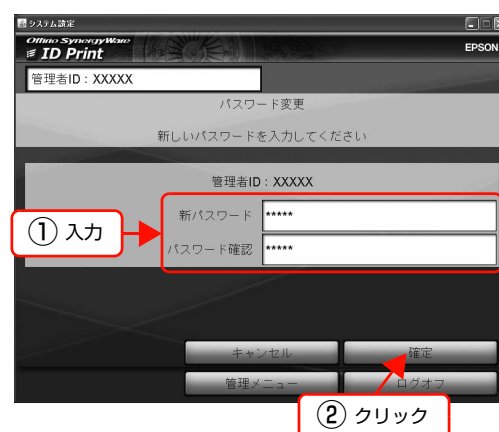 システム設定
Offirio SynergyWare
ID Print
EPSON
管理者ID：XXXXX
パスワード変更
新しいパスワードを入力してください
管理者ID：XXXXX
新パスワード *****
① 入力
パスワード確認 *****
キャンセル 確定
管理メニュー ログオフ
② クリック